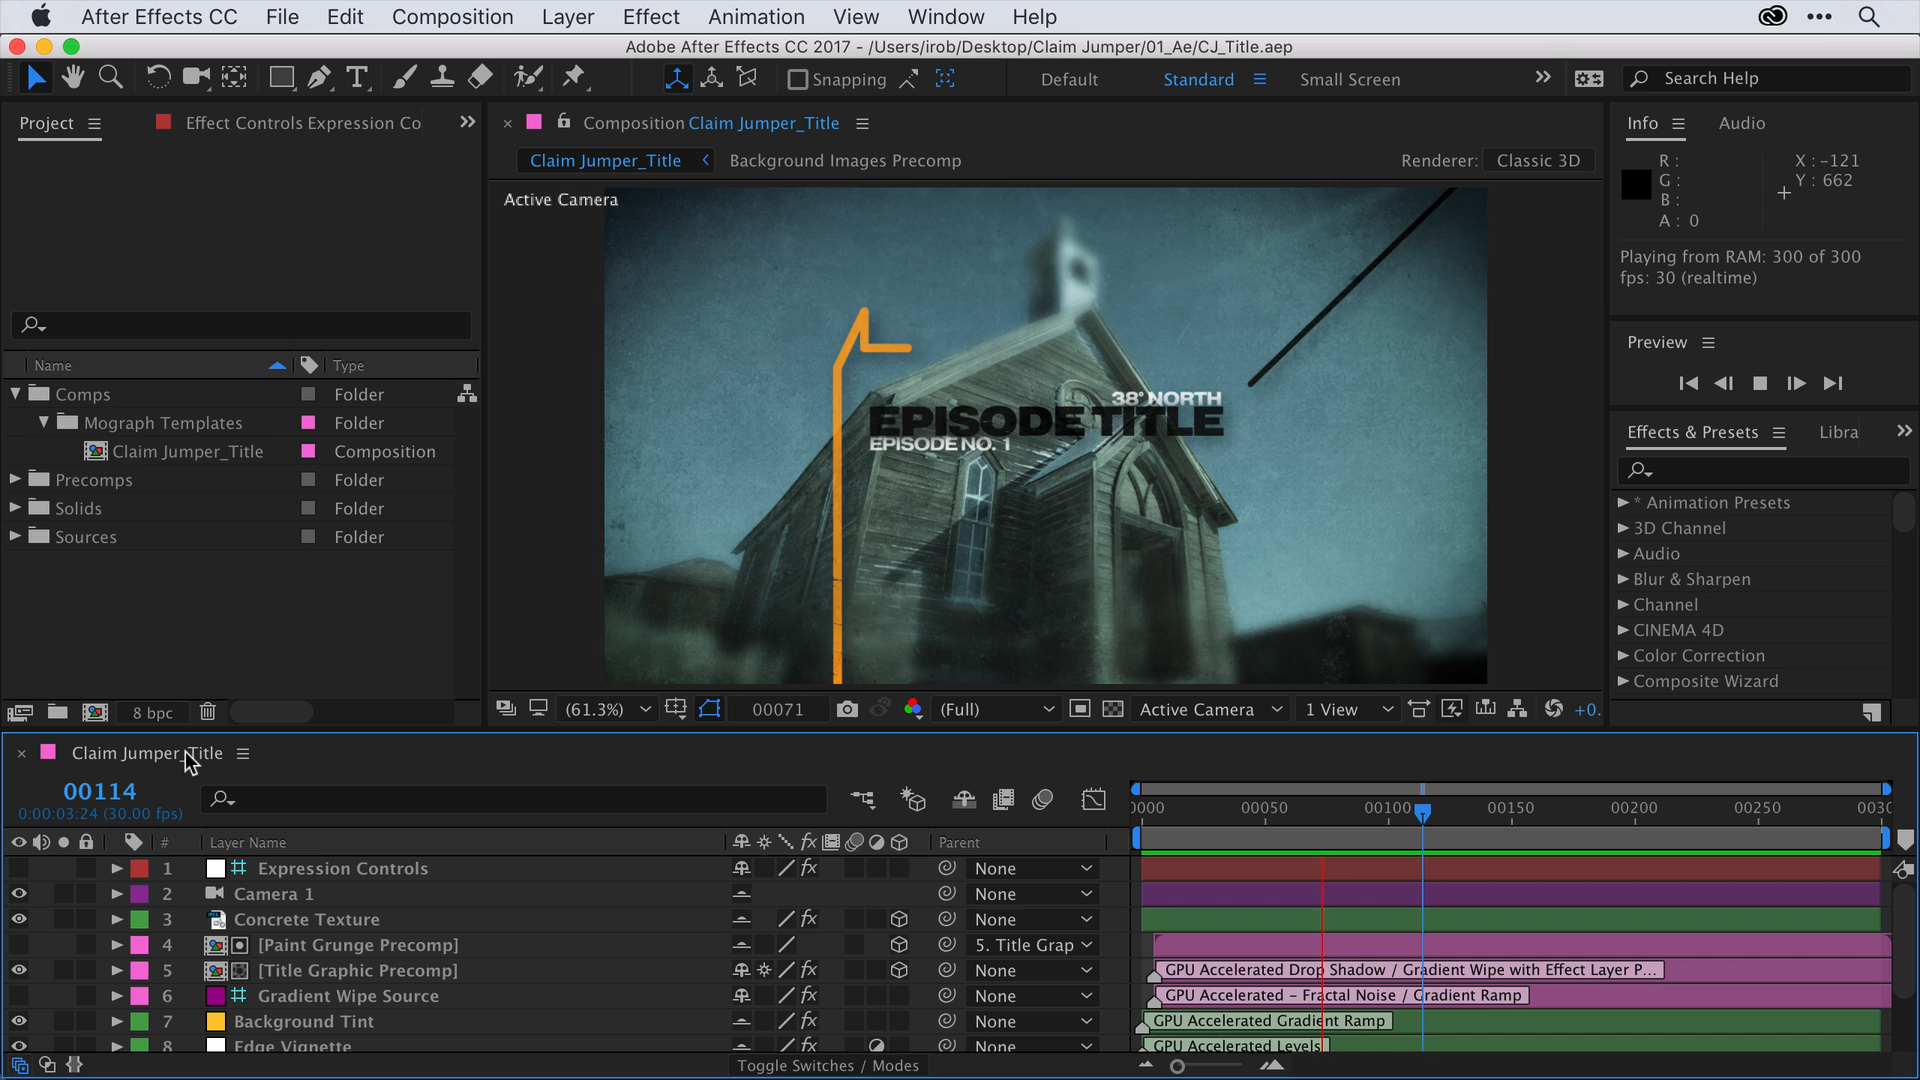 After Effects CC File Edit Composition Layer Effect Animation View Window Help
Adobe After Effects CC 2017 - /Users/irob/Desktop/Claim Jumper/01_Ae/CJ_Title.aep
Snapping Default Standard Small Screen Search Help
Project Effect Controls Expression Co
Composition Claim Jumper_Title
Info Audio
Claim Jumper_Title Background Images Precomp Renderer: Classic 3D
R :
G :
B :
A : 0
X : -121
Y : 662
Active Camera
38° NORTH
EPISODE TITLE
EPISODE NO. 1
Playing from RAM: 300 of 300
fps: 30 (realtime)
Preview
Effects & Presets Libra
* Animation Presets
3D Channel
Audio
Blur & Sharpen
Channel
CINEMA 4D
Color Correction
Composite Wizard
Name Type
Comps Folder
Mograph Templates Folder
Claim Jumper_Title Composition
Precomps Folder
Solids Folder
Sources Folder
8 bpc
(61.3%) 00071 (Full) Active Camera 1 View +0.
Claim Jumper_Title
00114
0:00:03:24 (30.00 fps)
0000 00050 00100 00150 00200 00250 0030
# Layer Name fx Parent
1 Expression Controls fx None
2 Camera 1 None
3 Concrete Texture fx None
4 [Paint Grunge Precomp] 5. Title Grap
5 [Title Graphic Precomp] fx None GPU Accelerated Drop Shadow / Gradient Wipe with Effect Layer P...
6 Gradient Wipe Source fx None GPU Accelerated - Fractal Noise / Gradient Ramp
7 Background Tint fx None GPU Accelerated Gradient Ramp
8 Edge Vignette fx None GPU Accelerated Levels
Toggle Switches / Modes